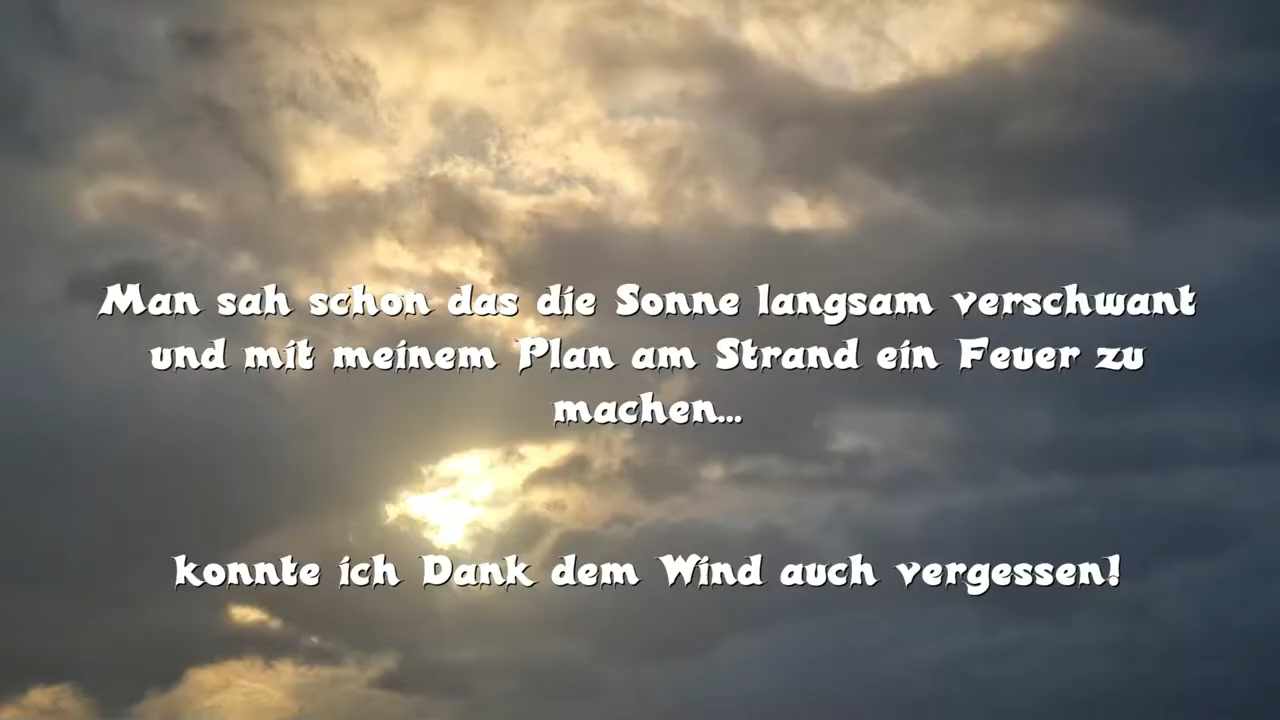 Man sah schon das die Sonne langsam verschwant
und mit meinem Plan am Strand ein Feuer zu
machen...
konnte ich Dank dem Wind auch vergessen!